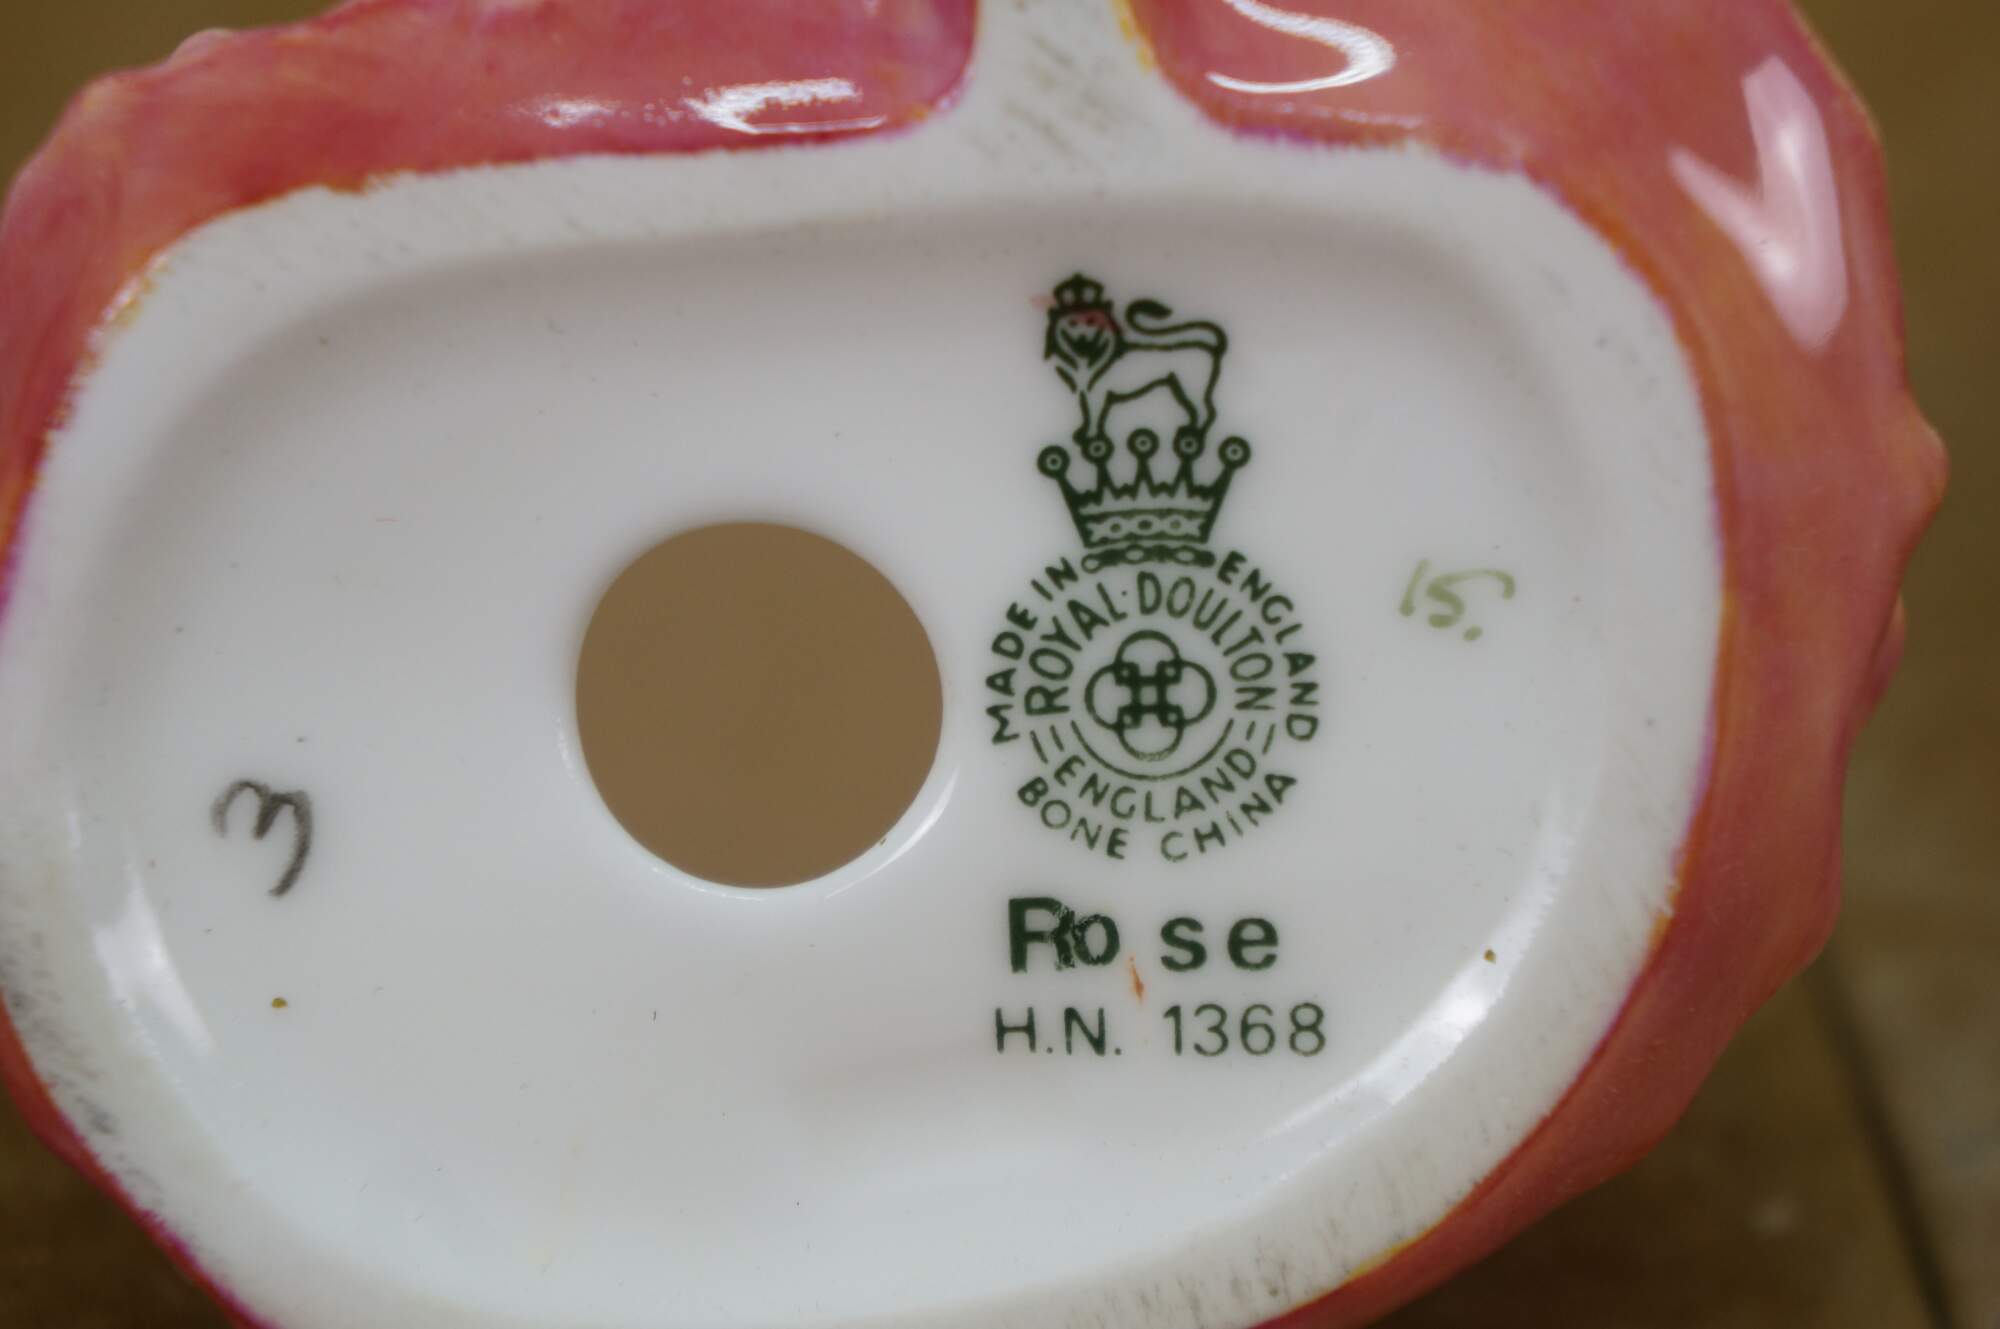 MADE IN ENGLAND
ROYAL·DOULTON
ENGLAND
BONE CHINA
Rose
H.N. 1368
15.
3